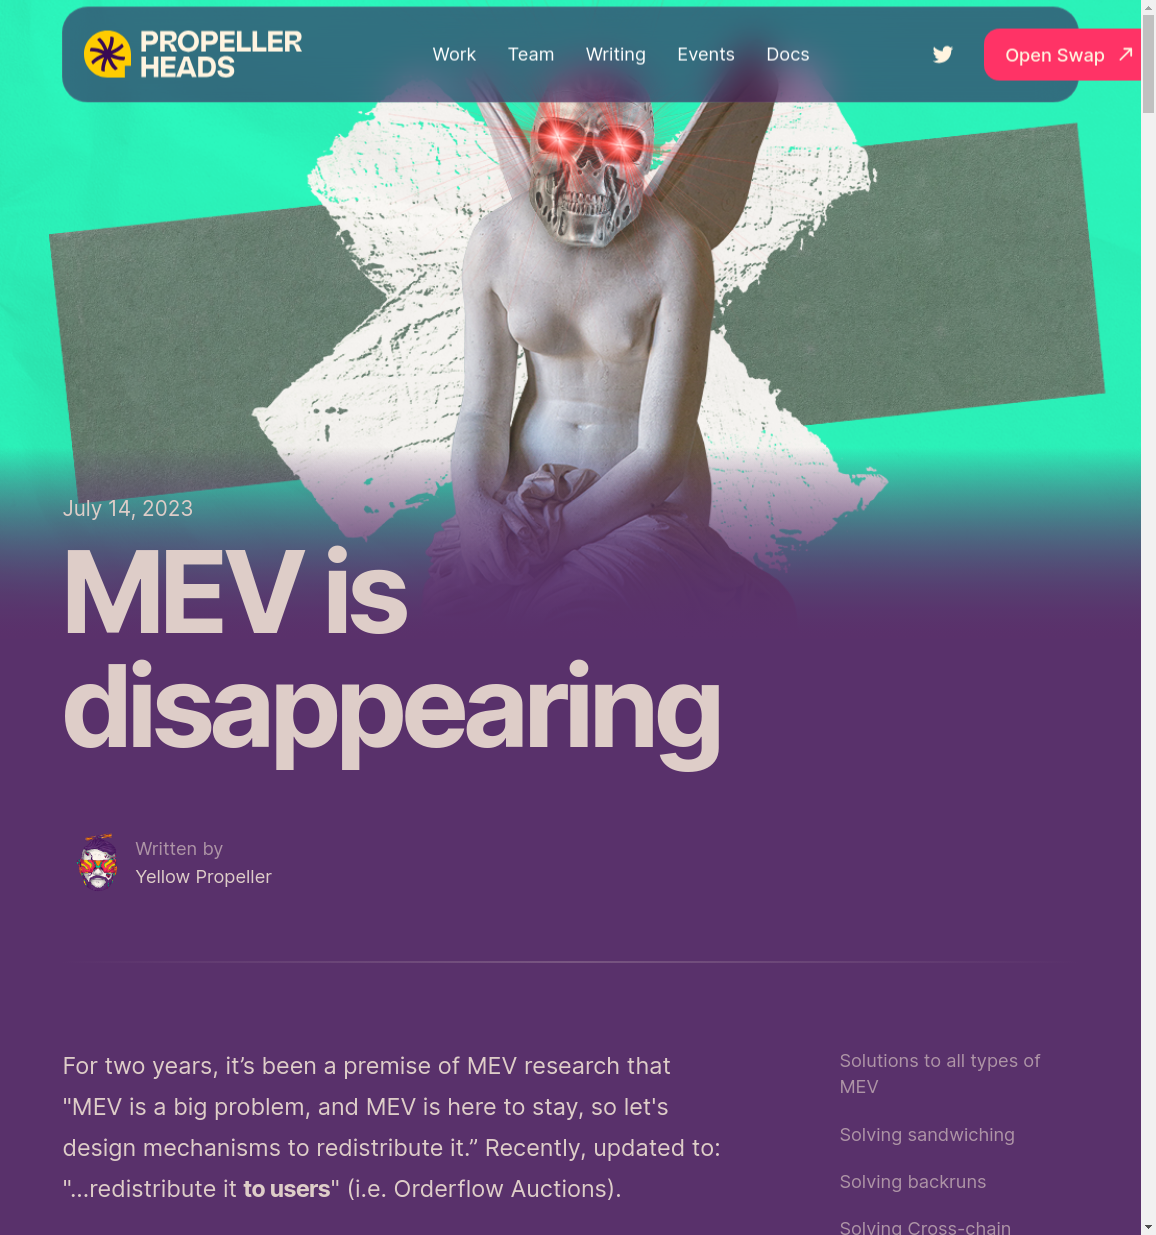 PROPELLER
HEADS
Work Team Writing Events Docs
Open Swap
July 14, 2023
MEV is
disappearing
Written by
Yellow Propeller
For two years, it’s been a premise of MEV research that
"MEV is a big problem, and MEV is here to stay, so let's
design mechanisms to redistribute it.” Recently, updated to:
"...redistribute it to users" (i.e. Orderflow Auctions).
Solutions to all types of
MEV
Solving sandwiching
Solving backruns
Solving Cross-chain